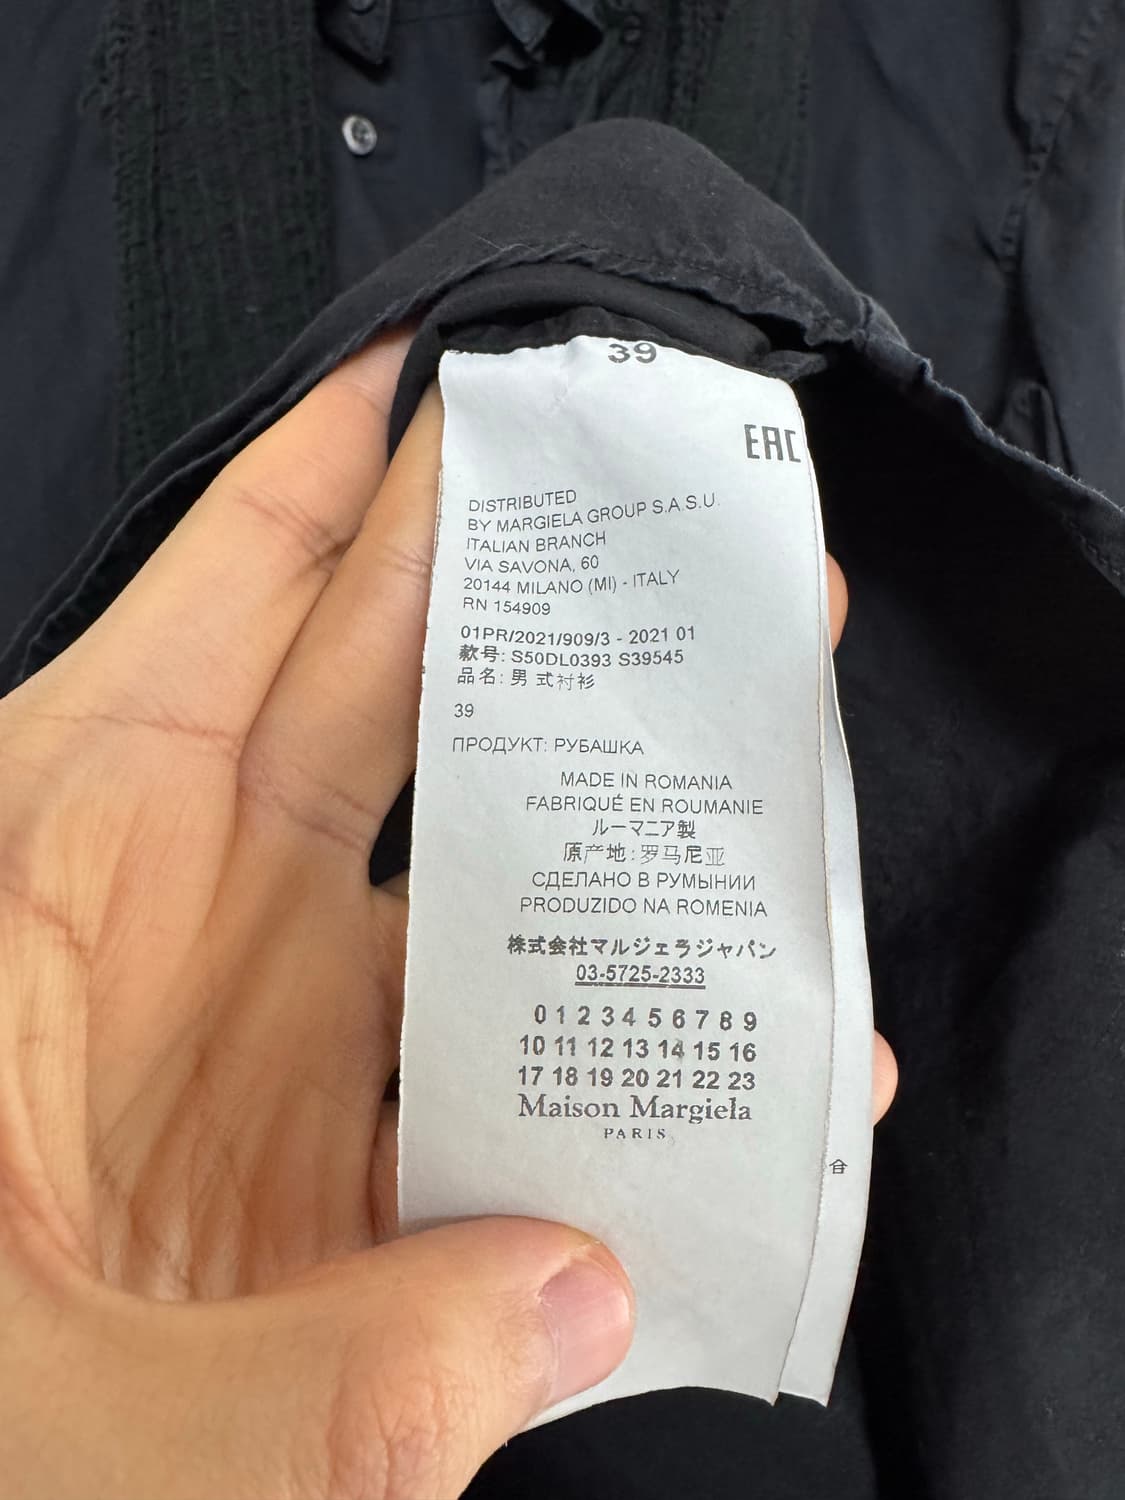 39
EAC
DISTRIBUTED
BY MARGIELA GROUP S.A.S.U.
ITALIAN BRANCH
VIA SAVONA, 60
20144 MILANO (MI) - ITALY
RN 154909
01PR/2021/909/3 - 2021 01
款号: S50DL0393 S39545
品名: 男式衬衫
39
ПРОДУКТ: РУБАШКА
MADE IN ROMANIA
FABRIQUÉ EN ROUMANIE
ルーマニア製
原产地: 罗马尼亚
СДЕЛАНО В РУМЫНИИ
PRODUZIDO NA ROMENIA
株式会社マルジェラジャパン
03-5725-2333
0 1 2 3 4 5 6 7 8 9
10 11 12 13 14 15 16
17 18 19 20 21 22 23
Maison Margiela
PARIS